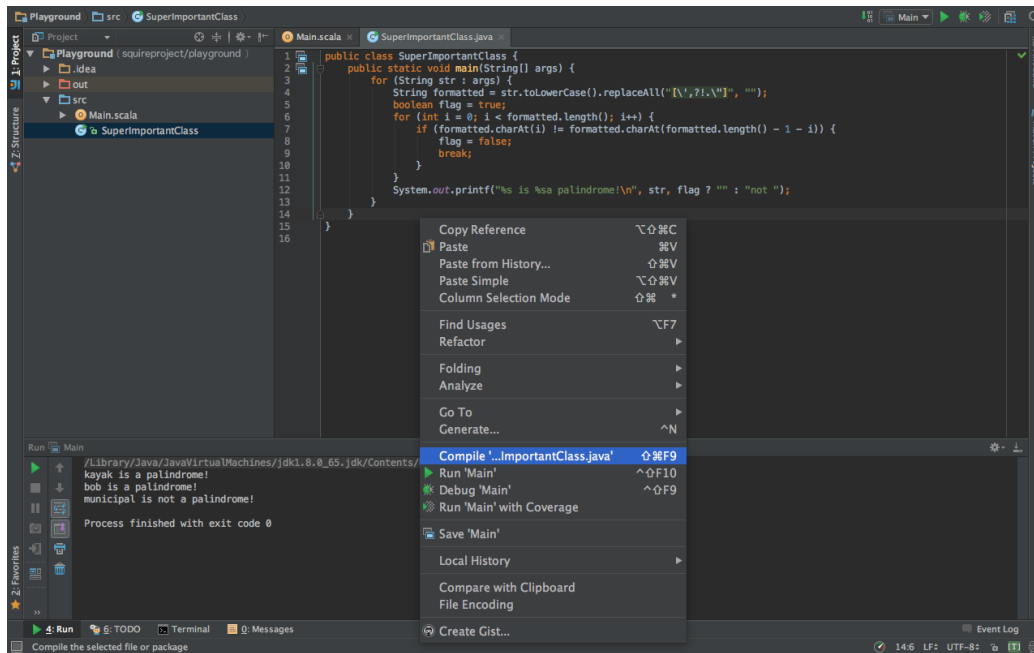 Playground src SuperImportantClass Main
Project
Main.scala SuperImportantClass.java
1: Project
Z: Structure
2: Favorites
Playground (squireproject/playground)
.idea
out
src
Main.scala
SuperImportantClass
1 public class SuperImportantClass {
2 public static void main(String[] args) {
3 for (String str : args) {
4 String formatted = str.toLowerCase().replaceAll("[\',?!.\"]", "");
5 boolean flag = true;
6 for (int i = 0; i < formatted.length(); i++) {
7 if (formatted.charAt(i) != formatted.charAt(formatted.length() - 1 - i)) {
8 flag = false;
9 break;
10 }
11 }
12 System.out.printf("%s is %sa palindrome!\n", str, flag ? "" : "not ");
13 }
14 }
15 }
16
Copy Reference ⌥⇧⌘C
Paste ⌘V
Paste from History... ⇧⌘V
Paste Simple ⌥⇧⌘V
Column Selection Mode ⇧⌘ *
Find Usages ⌥F7
Refactor
Folding
Analyze
Go To
Generate... ^N
Compile '...ImportantClass.java' ⇧⌘F9
Run 'Main' ^⇧F10
Debug 'Main' ^⇧F9
Run 'Main' with Coverage
Save 'Main'
Local History
Compare with Clipboard
File Encoding
Create Gist...
Run Main
/Library/Java/JavaVirtualMachines/jdk1.8.0_65.jdk/Contents/
kayak is a palindrome!
bob is a palindrome!
municipal is not a palindrome!
Process finished with exit code 0
4: Run 6: TODO Terminal 0: Messages Event Log
Compile the selected file or package 14:6 LF÷ UTF-8÷ [T]